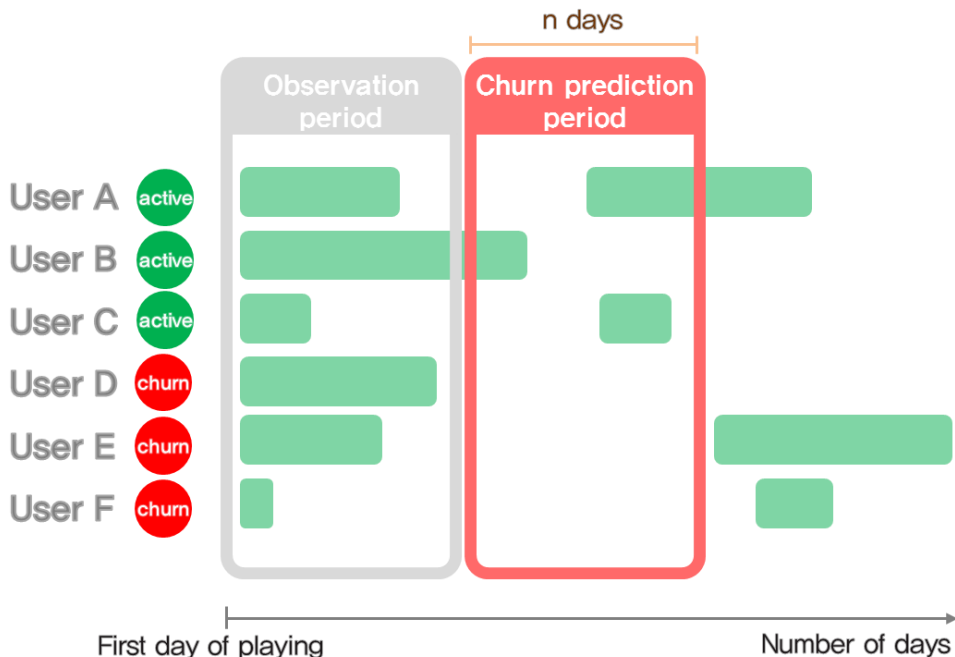 n days
Observation
period
Churn prediction
period
User A active
User B active
User C active
User D churn
User E churn
User F churn
First day of playing
Number of days